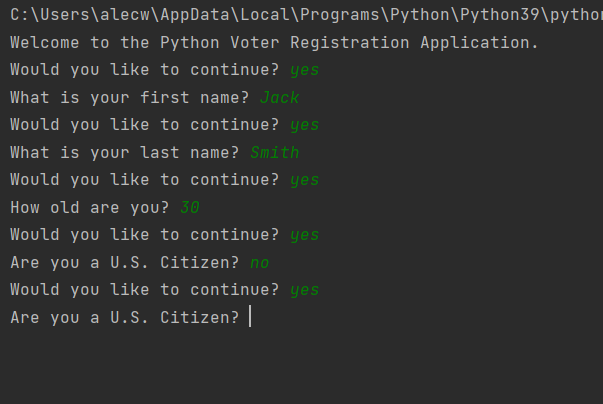 C:\Users\alecw\AppData\Local\Programs\Python\Python39\python
Welcome to the Python Voter Registration Application.
Would you like to continue? yes
What is your first name? Jack
Would you like to continue? yes
What is your last name? Smith
Would you like to continue? yes
How old are you? 30
Would you like to continue? yes
Are you a U.S. Citizen? no
Would you like to continue? yes
Are you a U.S. Citizen?